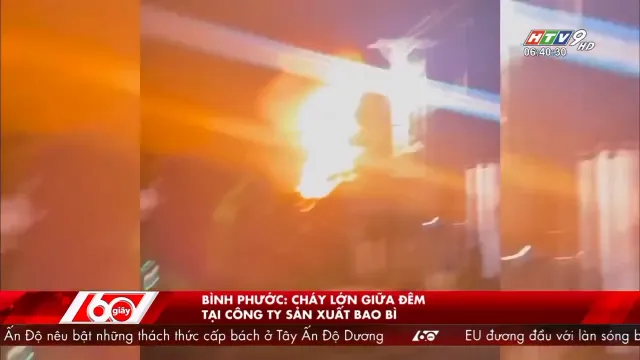 HTV9 HD
06:40:30
60 giây
BÌNH PHƯỚC: CHÁY LỚN GIỮA ĐÊM
TẠI CÔNG TY SẢN XUẤT BAO BÌ
Ấn Độ nêu bật những thách thức cấp bách ở Tây Ấn Độ Dương 60 EU đương đầu với làn sóng